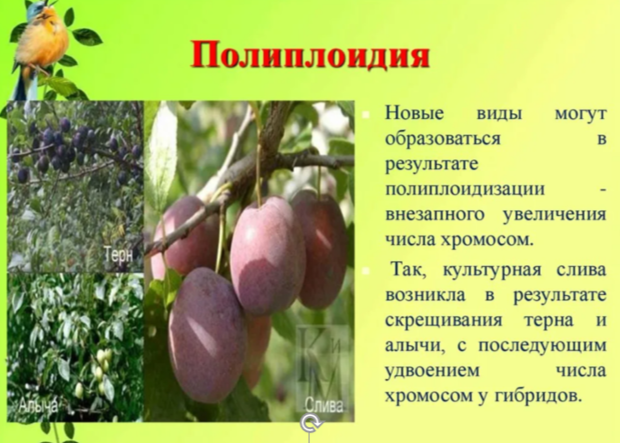 Полиплоидия
Терн
Алыча
Слива
Новые виды могут
образоваться в
результате
полиплоидизации -
внезапного увеличения
числа хромосом.
Так, культурная слива
возникла в результате
скрещивания терна и
алычи, с последующим
удвоением числа
хромосом у гибридов.